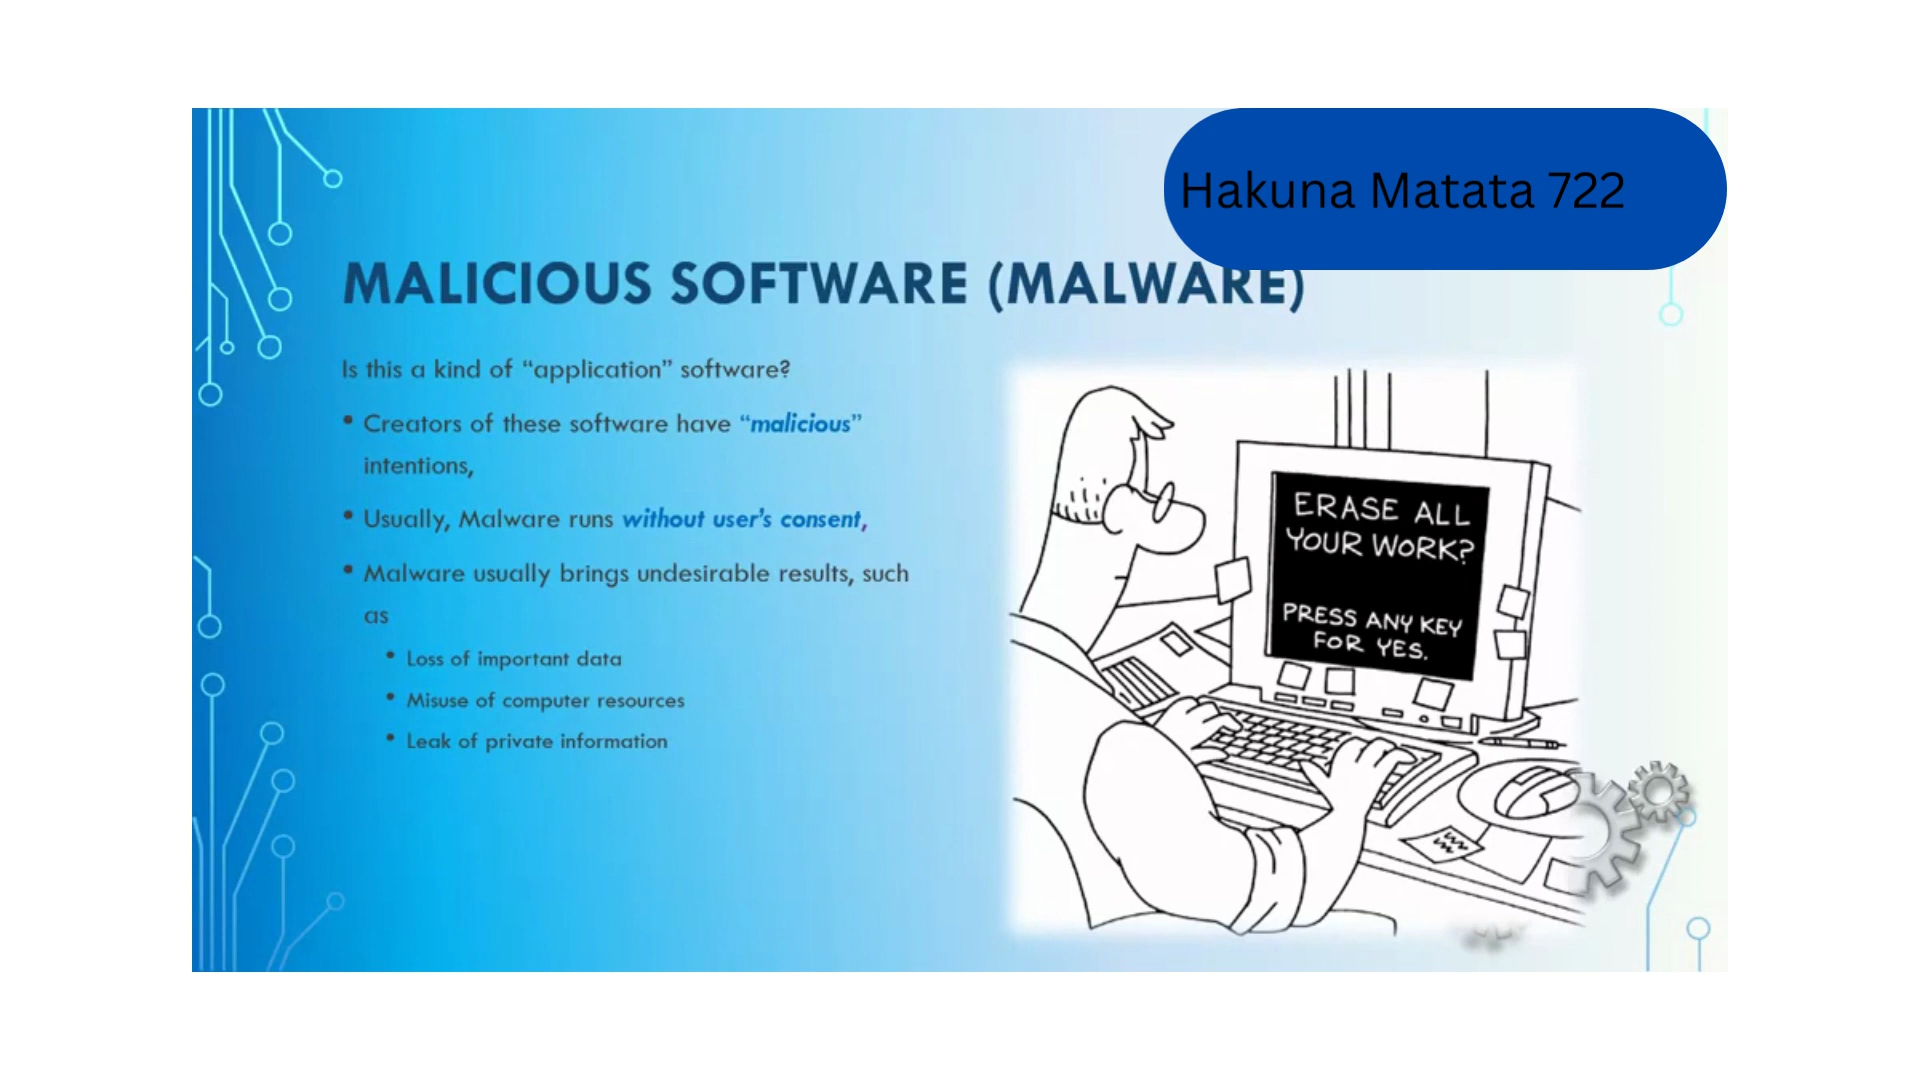 Hakuna Matata 722
MALICIOUS SOFTWARE (MALWARE)
Is this a kind of “application” software?
• Creators of these software have “malicious”
intentions,
• Usually, Malware runs without user’s consent,
• Malware usually brings undesirable results, such
as
• Loss of important data
• Misuse of computer resources
• Leak of private information
ERASE ALL
YOUR WORK?
PRESS ANY KEY
FOR YES.